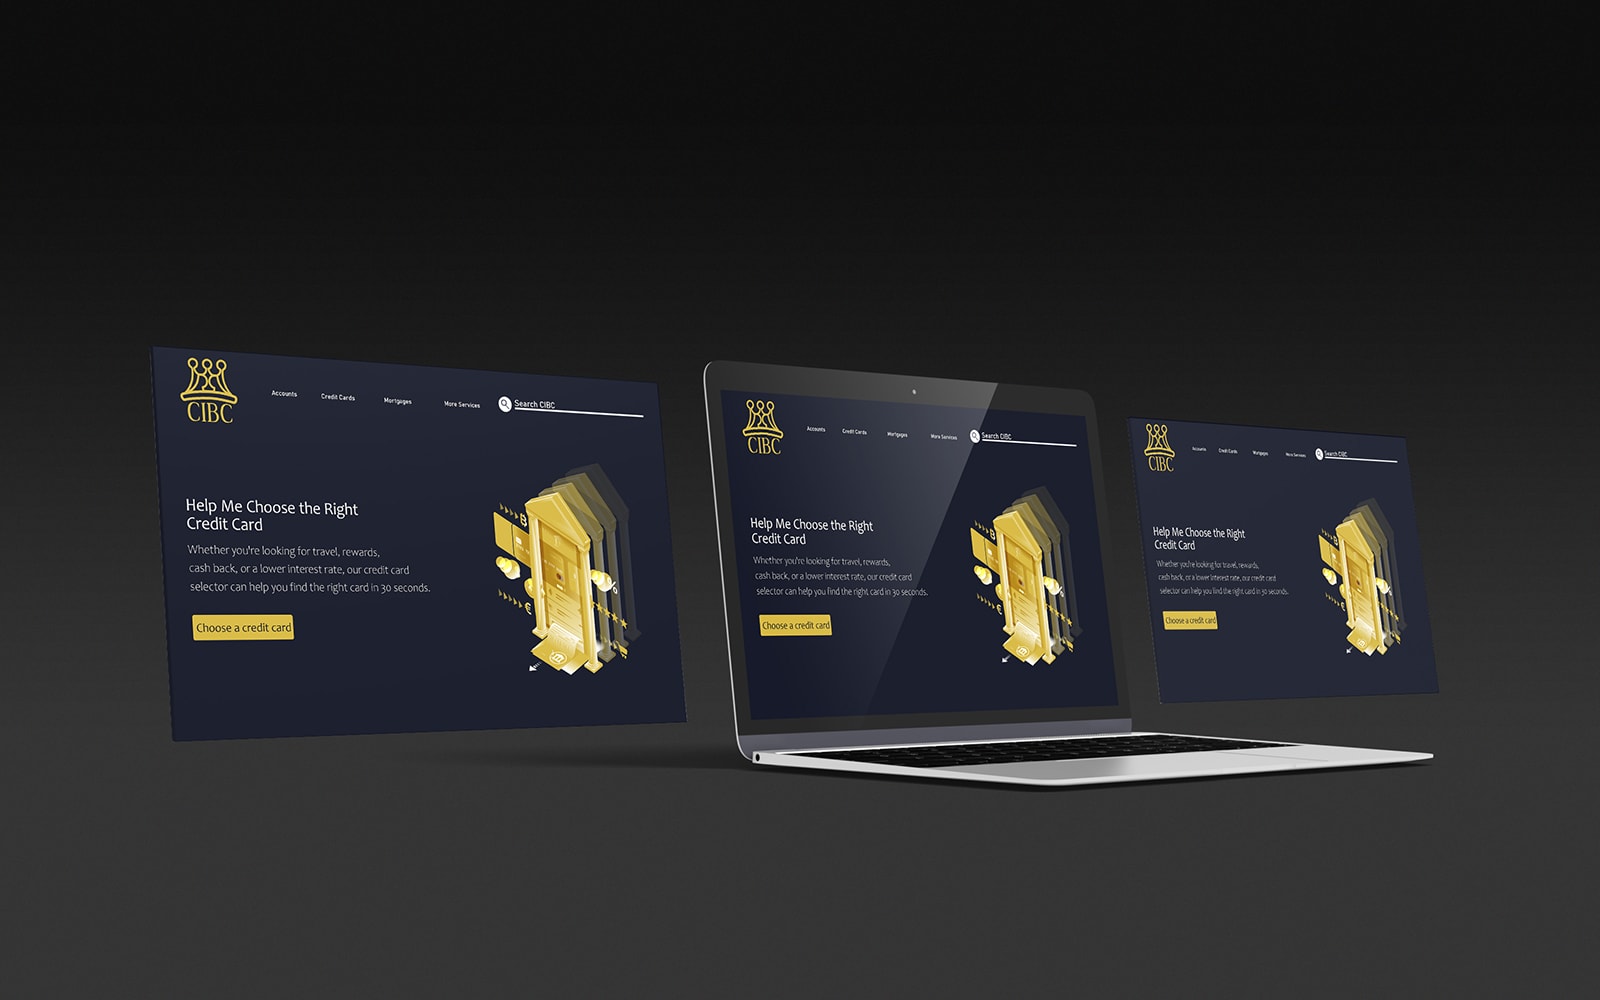 CIBC
Accounts
Credit Cards
Mortgages
More Services
Search CIBC
Help Me Choose the Right
Credit Card
Whether you're looking for travel, rewards,
cash back, or a lower interest rate, our credit card
selector can help you find the right card in 30 seconds.
Choose a credit card
CIBC
Accounts
Credit Cards
Mortgages
More Services
Search CIBC
Help Me Choose the Right
Credit Card
Whether you're looking for travel, rewards,
cash back, or a lower interest rate, our credit card
selector can help you find the right card in 30 seconds.
Choose a credit card
CIBC
Accounts
Credit Cards
Mortgages
More Services
Search CIBC
Help Me Choose the Right
Credit Card
Whether you're looking for travel, rewards,
cash back, or a lower interest rate, our credit card
selector can help you find the right card in 30 seconds.
Choose a credit card